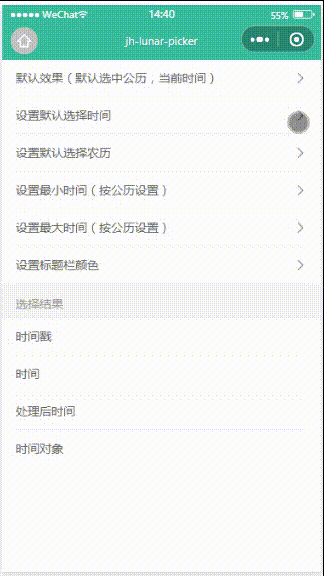 ●●●●● WeChat 14:40 55%
jh-lunar-picker
默认效果（默认选中公历，当前时间）
设置默认选择时间
设置默认选择农历
设置最小时间（按公历设置）
设置最大时间（按公历设置）
设置标题栏颜色
选择结果
时间戳
时间
处理后时间
时间对象